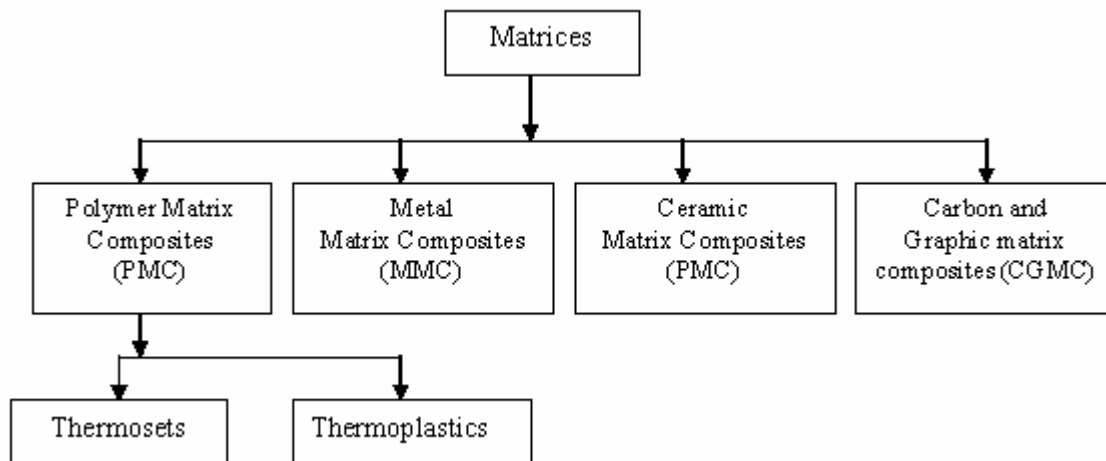 Matrices
Polymer Matrix
Composites
(PMC)
Metal
Matrix Composites
(MMC)
Ceramic
Matrix Composites
(PMC)
Carbon and
Graphic matrix
composites (CGMC)
Thermosets
Thermoplastics